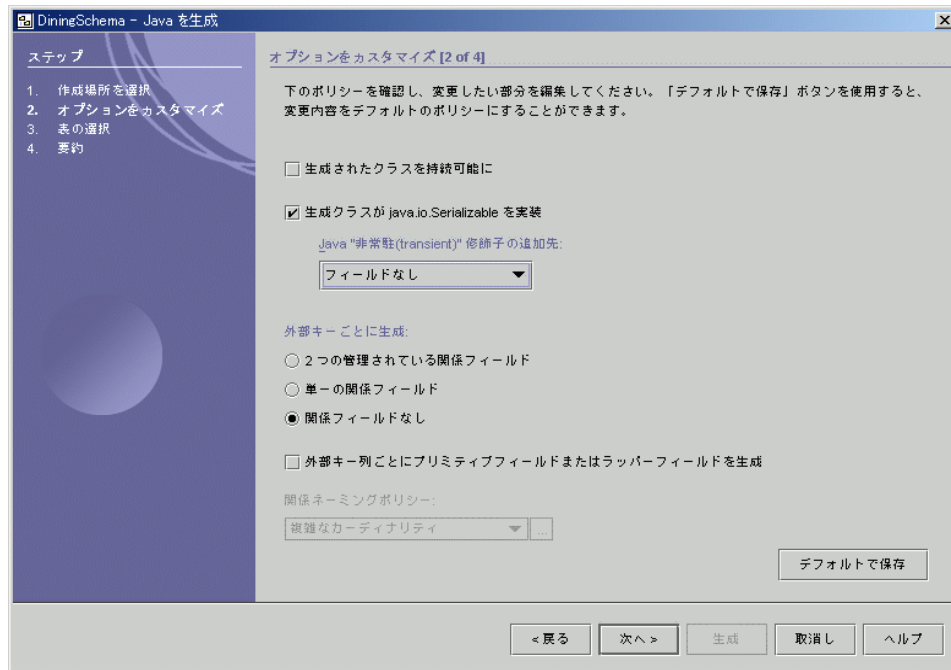 DiningSchema - Java を生成
ステップ
1. 作成場所を選択
2. オプションをカスタマイズ
3. 表の選択
4. 要約
オプションをカスタマイズ [2 of 4]
下のポリシーを確認し、変更したい部分を編集してください。「デフォルトで保存」ボタンを使用すると、
変更内容をデフォルトのポリシーにすることができます。
生成されたクラスを持続可能に
生成クラスが java.io.Serializable を実装
Java "非常駐(transient)" 修飾子の追加先:
フィールドなし
外部キーごとに生成:
2 つの管理されている関係フィールド
単一の関係フィールド
関係フィールドなし
外部キー列ごとにプリミティブフィールドまたはラッパーフィールドを生成
関係ネーミングポリシー:
複雑なカーディナリティ
...
デフォルトで保存
< 戻る
次へ >
生成
取消し
ヘルプ